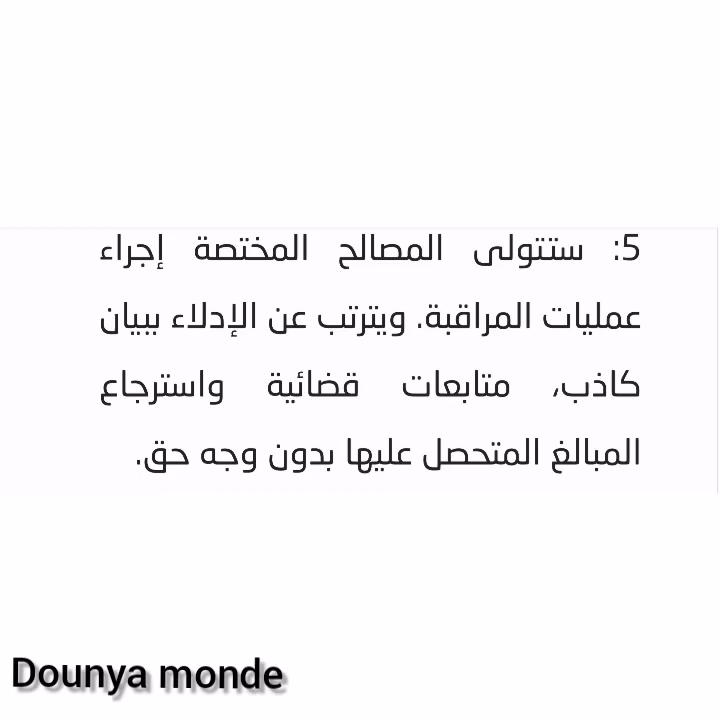 5: ستتولى المصالح المختصة إجراء
عمليات المراقبة. ويترتب عن الإدلاء ببيان
كاذب، متابعات قضائية واسترجاع
المبالغ المتحصل عليها بدون وجه حق.
Dounya monde